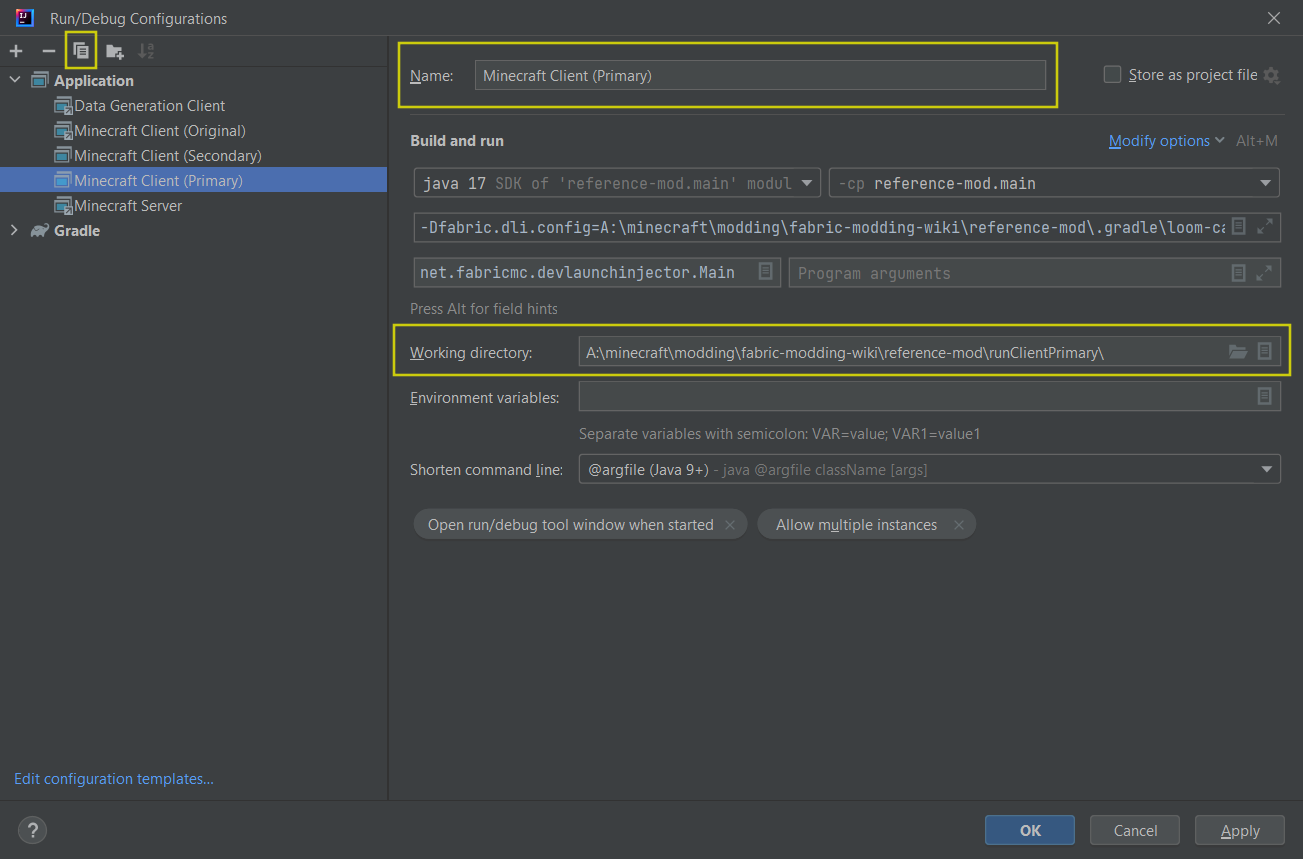 Run/Debug Configurations
Application
Data Generation Client
Minecraft Client (Original)
Minecraft Client (Secondary)
Minecraft Client (Primary)
Minecraft Server
Gradle
Edit configuration templates...
Name: Minecraft Client (Primary) Store as project file
Build and run Modify options Alt+M
java 17 SDK of 'reference-mod.main' modul -cp reference-mod.main
-Dfabric.dli.config=A:\minecraft\modding\fabric-modding-wiki\reference-mod\.gradle\loom-ca
net.fabricmc.devlaunchinjector.Main Program arguments
Press Alt for field hints
Working directory: A:\minecraft\modding\fabric-modding-wiki\reference-mod\runClientPrimary\
Environment variables:
Separate variables with semicolon: VAR=value; VAR1=value1
Shorten command line: @argfile (Java 9+) - java @argfile className [args]
Open run/debug tool window when started Allow multiple instances
? OK Cancel Apply